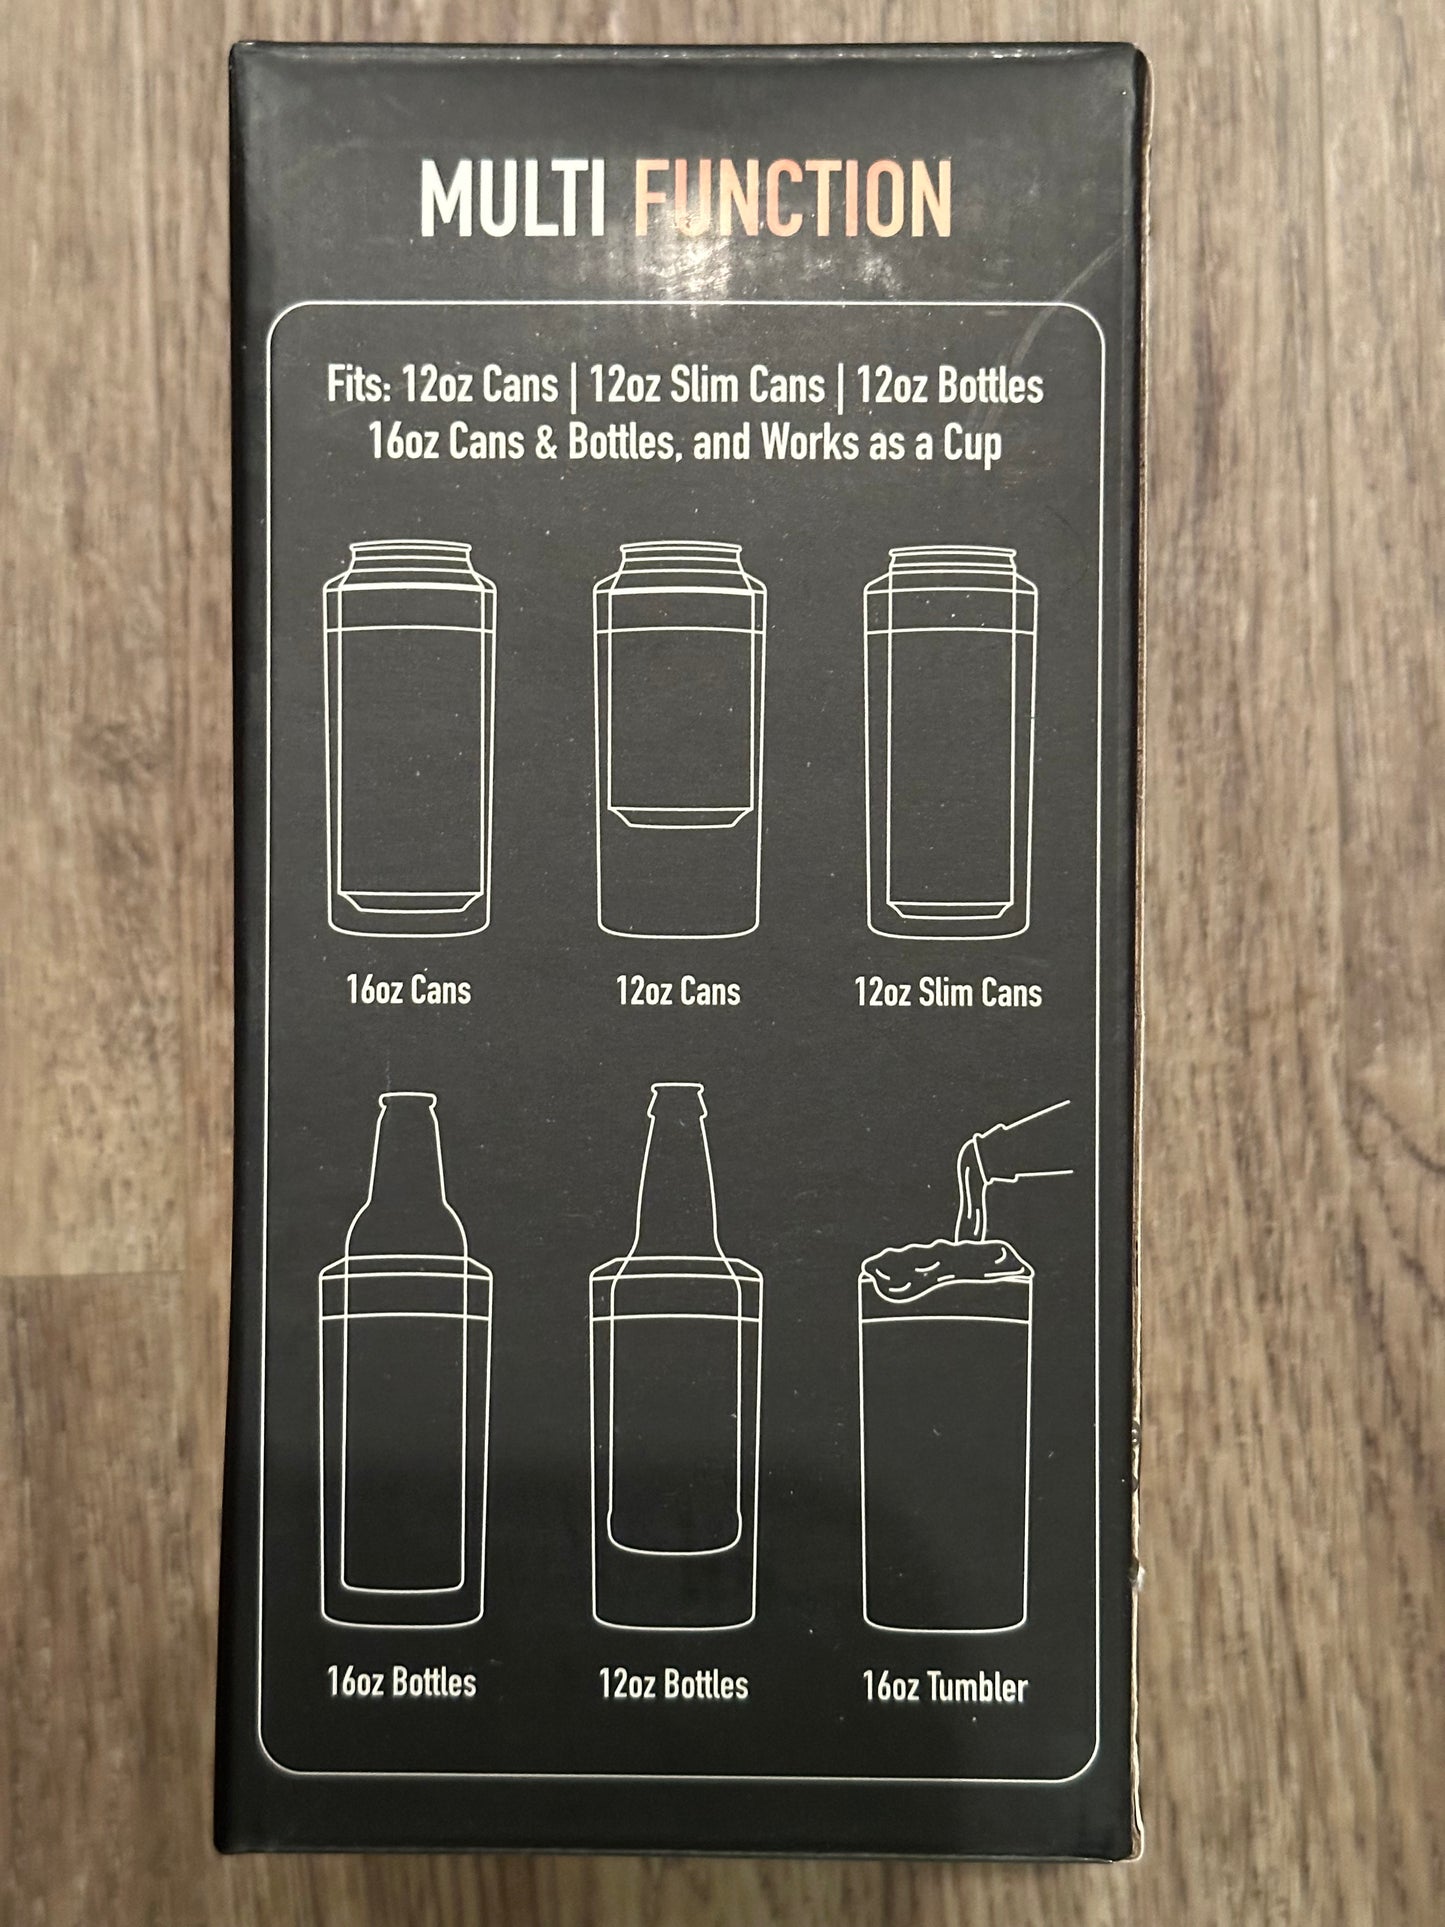 MULTI FUNCTION
Fits: 12oz Cans | 12oz Slim Cans | 12oz Bottles
16oz Cans & Bottles, and Works as a Cup
16oz Cans
12oz Cans
12oz Slim Cans
16oz Bottles
12oz Bottles
16oz Tumbler